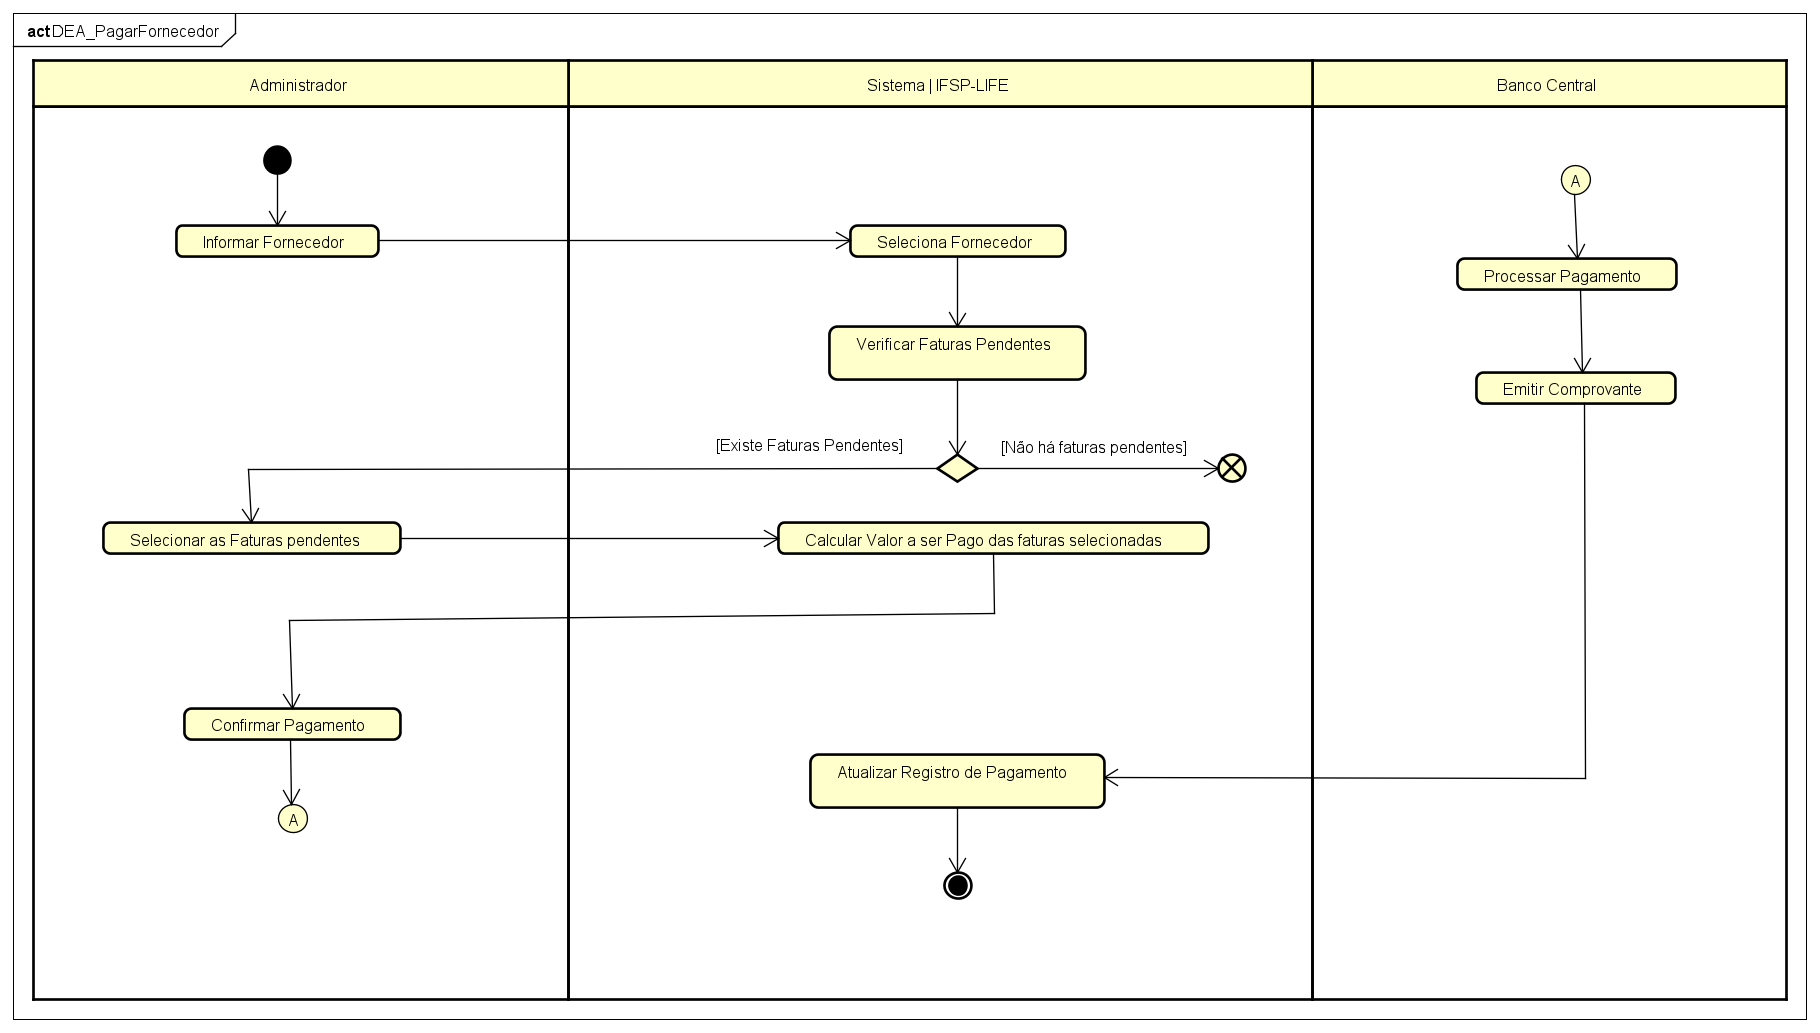 act DEA_PagarFornecedor
Administrador
Sistema | IFSP-LIFE
Banco Central
A
Informar Fornecedor
Seleciona Fornecedor
Processar Pagamento
Verificar Faturas Pendentes
Emitir Comprovante
[Existe Faturas Pendentes]
[Não há faturas pendentes]
Selecionar as Faturas pendentes
Calcular Valor a ser Pago das faturas selecionadas
Confirmar Pagamento
Atualizar Registro de Pagamento
A